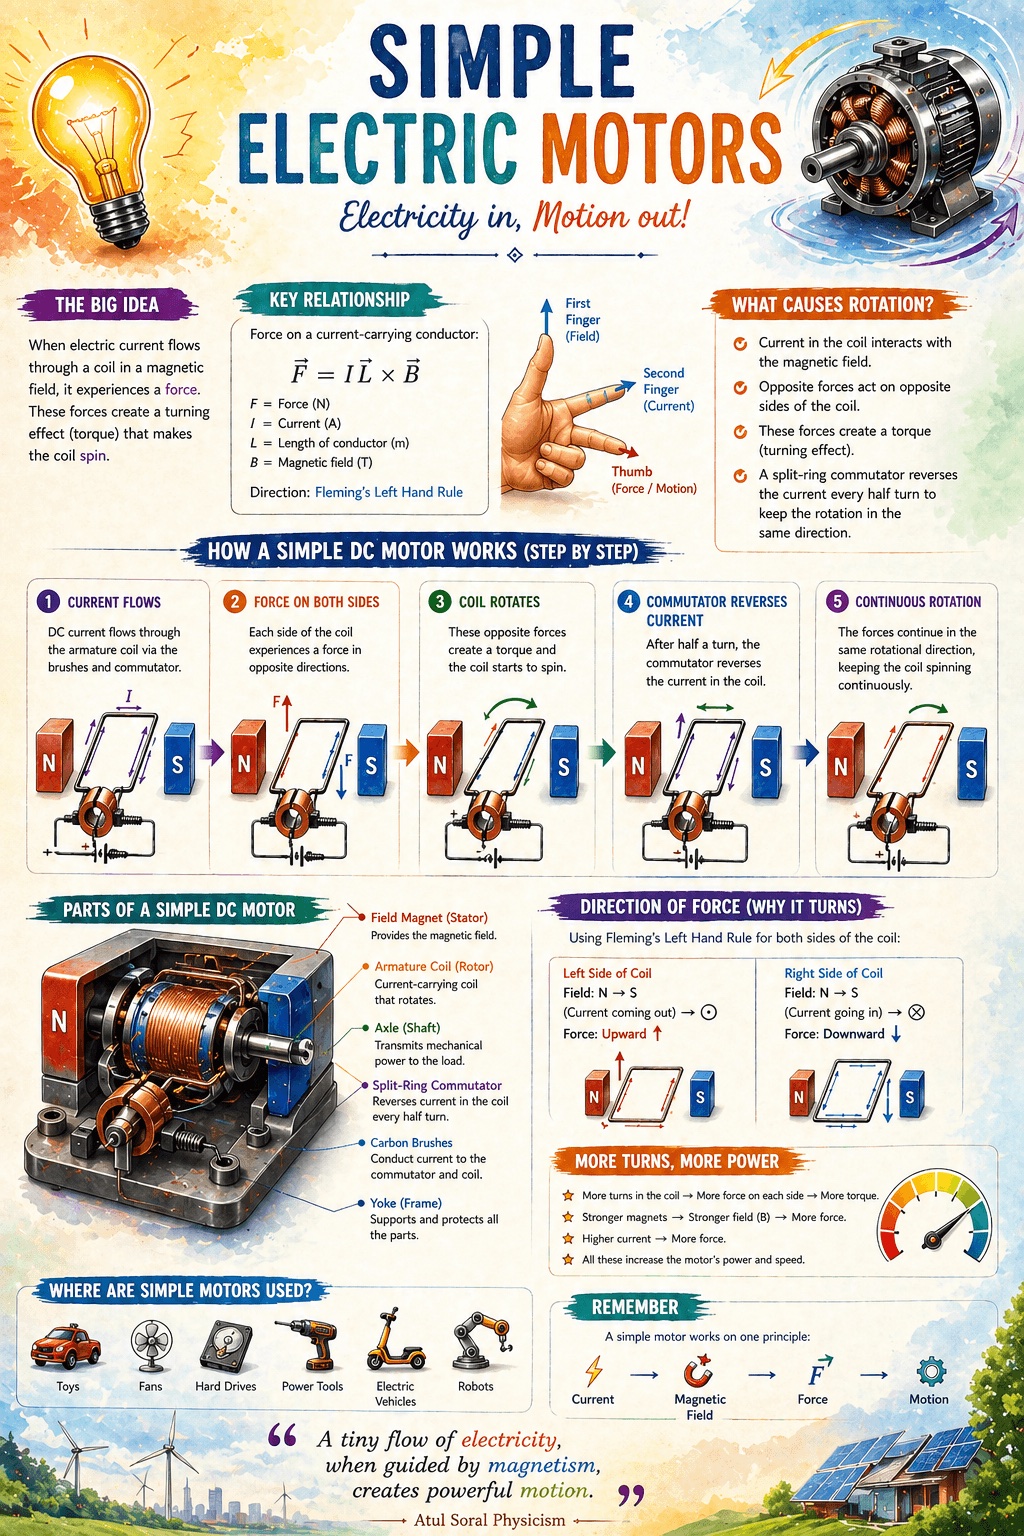 SIMPLE
ELECTRIC MOTORS
Electricity in, Motion out!
THE BIG IDEA
When electric current flows
through a coil in a magnetic
field, it experiences a force.
These forces create a turning
effect (torque) that makes
the coil spin.
KEY RELATIONSHIP
Force on a current-carrying conductor:
F⃗ = I L⃗ × B⃗
F = Force (N)
I = Current (A)
L = Length of conductor (m)
B = Magnetic field (T)
Direction: Fleming's Left Hand Rule
First
Finger
(Field)
Second
Finger
(Current)
Thumb
(Force / Motion)
WHAT CAUSES ROTATION?
Current in the coil interacts with
the magnetic field.
Opposite forces act on opposite
sides of the coil.
These forces create a torque
(turning effect).
A split-ring commutator reverses
the current every half turn to
keep the rotation in the
same direction.
HOW A SIMPLE DC MOTOR WORKS (STEP BY STEP)
1 CURRENT FLOWS
DC current flows through
the armature coil via the
brushes and commutator.
I
N S
+
2 FORCE ON BOTH SIDES
Each side of the coil
experiences a force in
opposite directions.
F
F
N S
+
3 COIL ROTATES
These opposite forces
create a torque and
the coil starts to spin.
N S
+
4 COMMUTATOR REVERSES
CURRENT
After half a turn, the
commutator reverses
the current in the coil.
N S
+
5 CONTINUOUS ROTATION
The forces continue in the
same rotational direction,
keeping the coil spinning
continuously.
N S
+
+
PARTS OF A SIMPLE DC MOTOR
N
Field Magnet (Stator)
Provides the magnetic field.
Armature Coil (Rotor)
Current-carrying coil
that rotates.
Axle (Shaft)
Transmits mechanical
power to the load.
Split-Ring Commutator
Reverses current in the coil
every half turn.
Carbon Brushes
Conduct current to the
commutator and coil.
Yoke (Frame)
Supports and protects all
the parts.
DIRECTION OF FORCE (WHY IT TURNS)
Using Fleming's Left Hand Rule for both sides of the coil:
Left Side of Coil
Field: N → S
(Current coming out) → ⊙
Force: Upward ↑
N S
Right Side of Coil
Field: N → S
(Current going in) → ⊗
Force: Downward ↓
N S
MORE TURNS, MORE POWER
More turns in the coil → More force on each side → More torque.
Stronger magnets → Stronger field (B) → More force.
Higher current → More force.
All these increase the motor's power and speed.
WHERE ARE SIMPLE MOTORS USED?
Toys
Fans
Hard Drives
Power Tools
Electric
Vehicles
Robots
REMEMBER
A simple motor works on one principle:
F⃗
Current
Magnetic
Field
Force
Motion
“ A tiny flow of electricity,
when guided by magnetism,
creates powerful motion. ”
Atul Soral Physicism